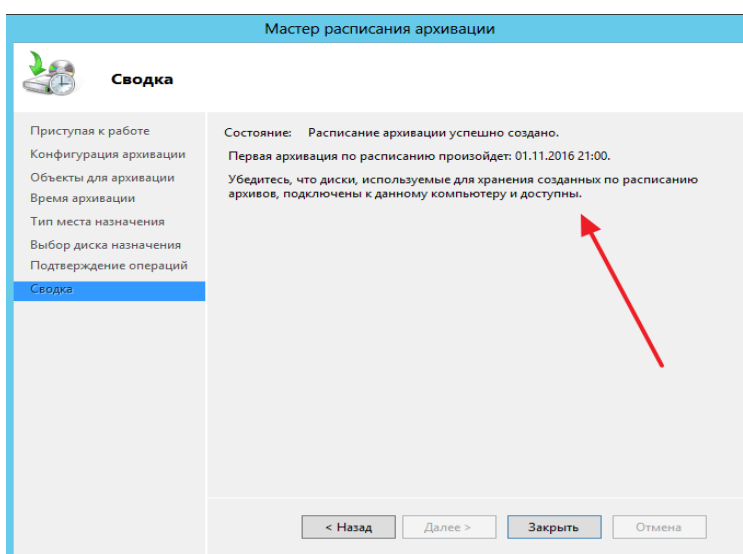 Мастер расписания архивации
Сводка
Приступая к работе
Конфигурация архивации
Объекты для архивации
Время архивации
Тип места назначения
Выбор диска назначения
Подтверждение операций
Сводка
Состояние: Расписание архивации успешно создано.
Первая архивация по расписанию произойдет: 01.11.2016 21:00.
Убедитесь, что диски, используемые для хранения созданных по расписанию
архивов, подключены к данному компьютеру и доступны.
< Назад
Далее >
Закрыть
Отмена